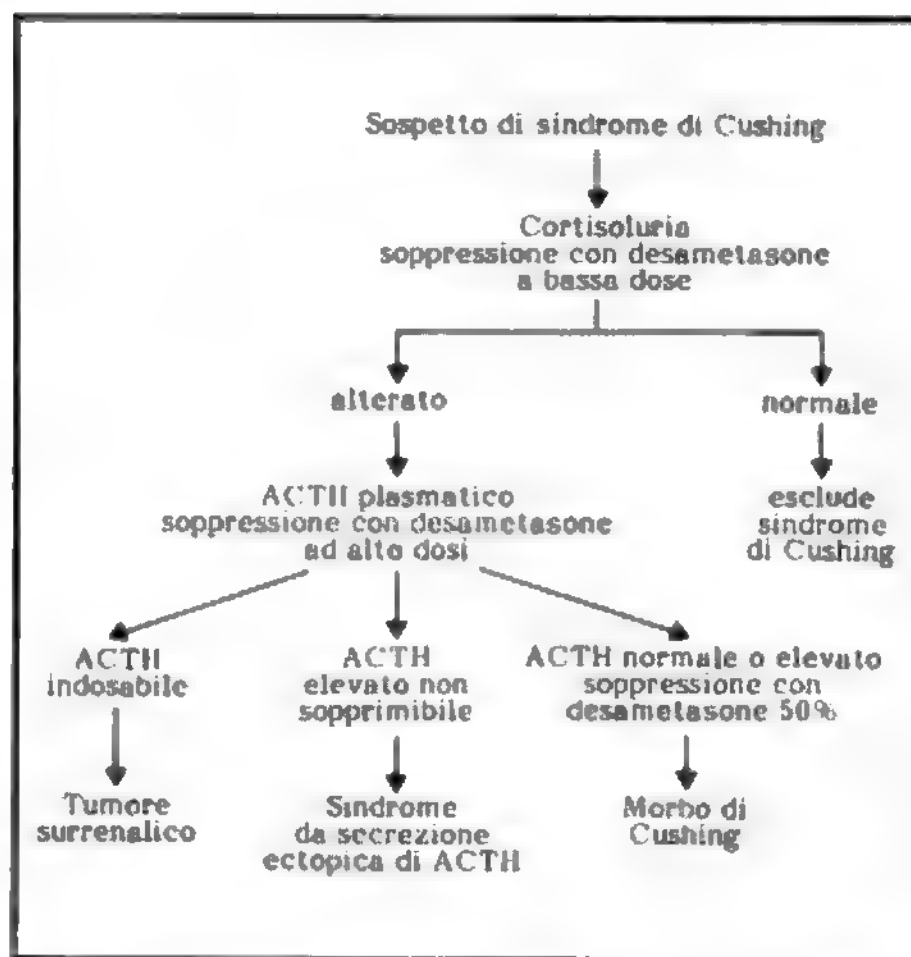 Sospetto di sindrome di Cushing
Cortisoluria
soppressione con desametasone
a bassa dose
alterato
normale
ACTH plasmatico
soppressione con desametasone
ad alto dosi
esclude
sindrome
di Cushing
ACTH
indosabile
ACTH
elevato non
sopprimibile
ACTH normale o elevato
soppressione con
desametasone 50%
Tumore
surrenalico
Sindrome
da secrezione
ectopica di ACTH
Morbo di
Cushing